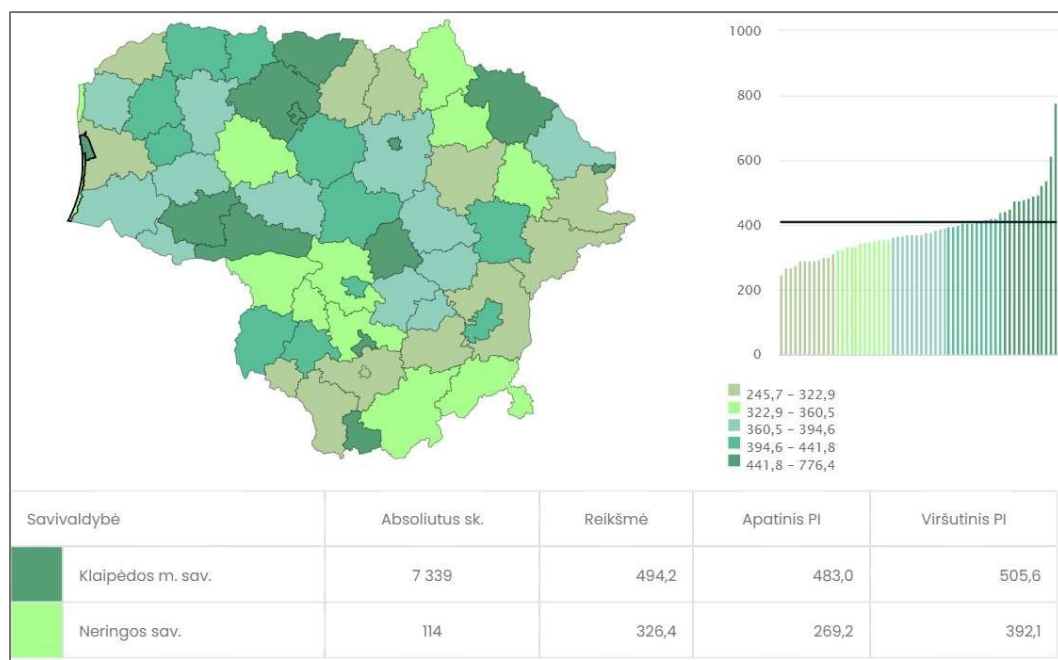 1000
800
600
400
200
0
245,7 – 322,9
322,9 – 360,5
360,5 – 394,6
394,6 – 441,8
441,8 – 776,4
Savivaldybė Absoliutus sk. Reikšmė Apatinis PI Viršutinis PI
Klaipėdos m. sav. 7 339 494,2 483,0 505,6
Neringos sav. 114 326,4 269,2 392,1